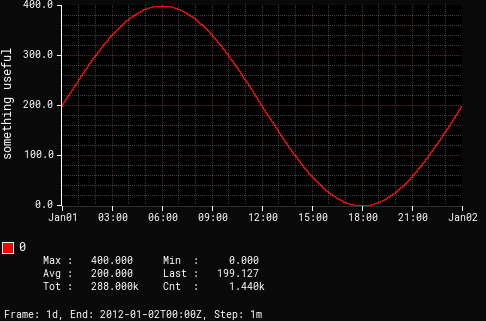 something useful
400.0
300.0
200.0
100.0
0.0
Jan01 03:00 06:00 09:00 12:00 15:00 18:00 21:00 Jan02
0
Max : 400.000 Min : 0.000
Avg : 200.000 Last : 199.127
Tot : 288.000k Cnt : 1.440k
Frame: 1d, End: 2012-01-02T00:00Z, Step: 1m